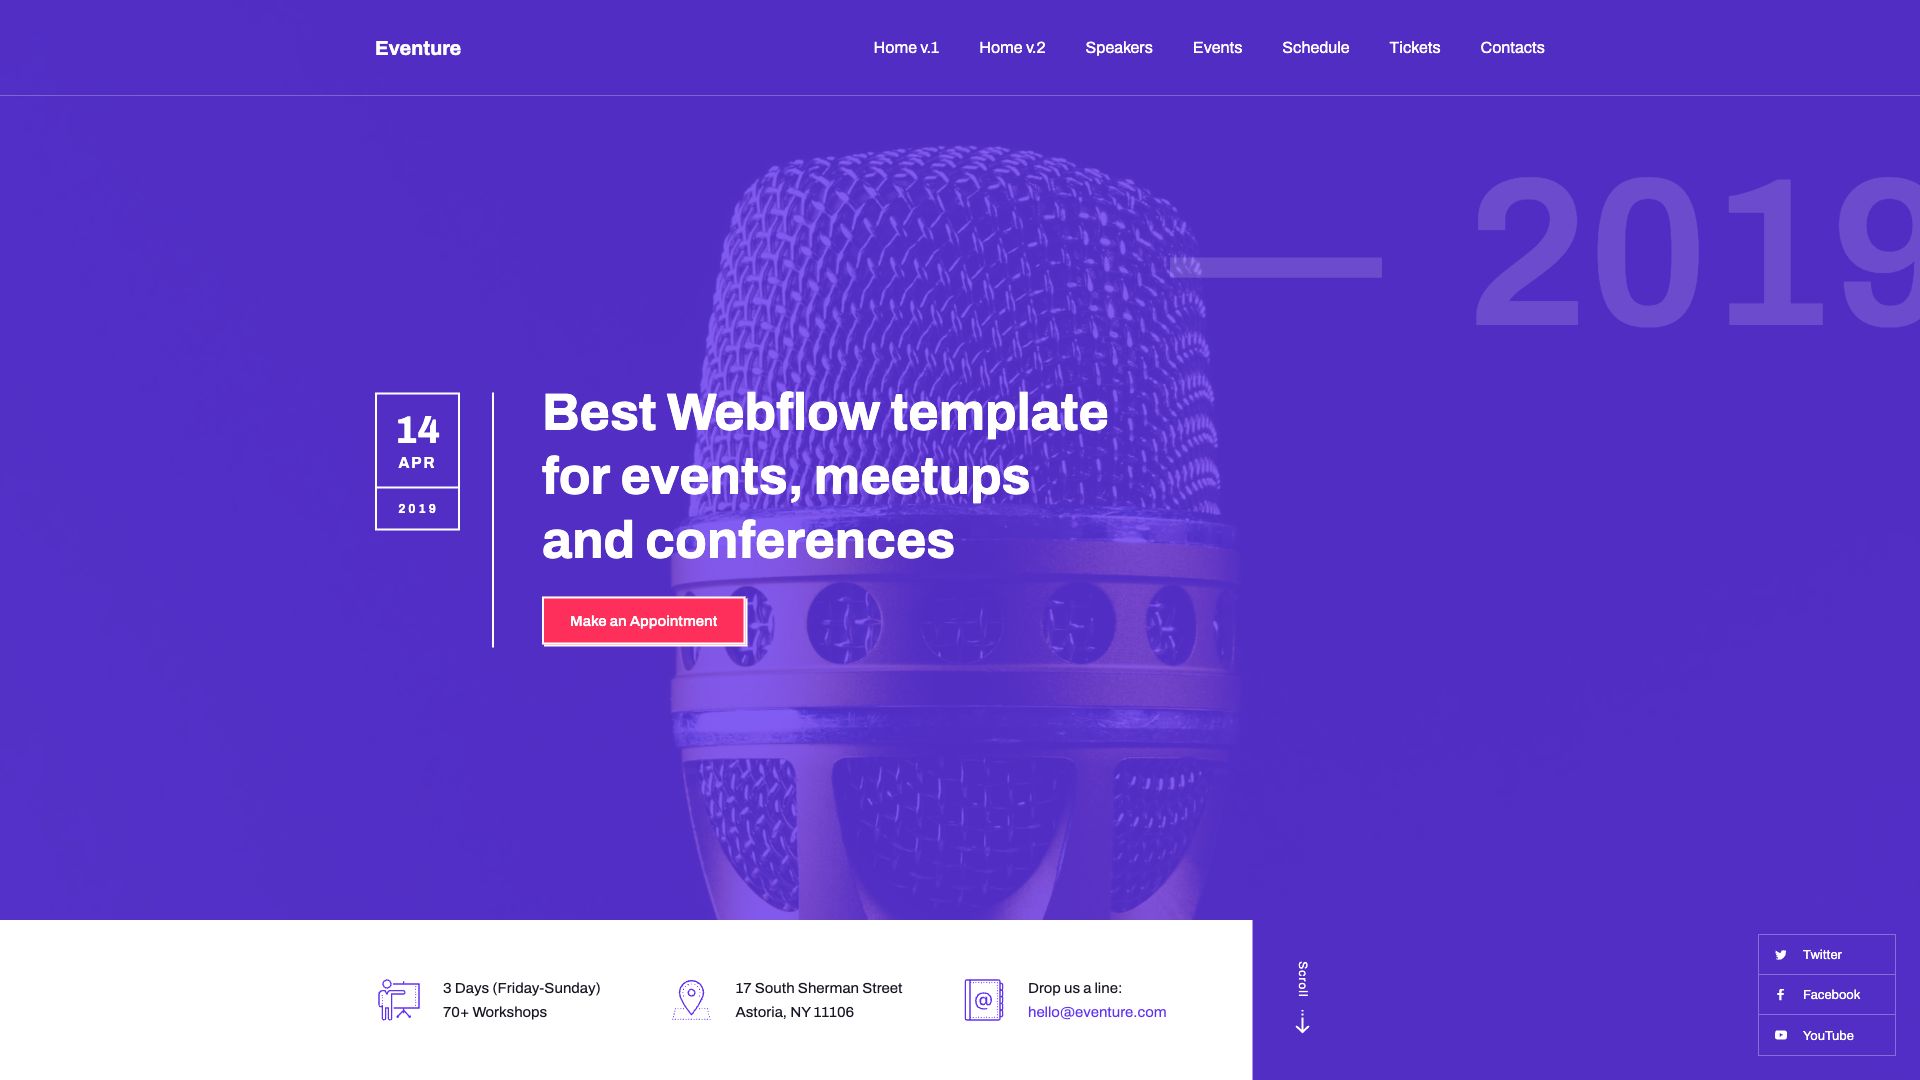 Eventure
Home v.1
Home v.2
Speakers
Events
Schedule
Tickets
Contacts
2019
14
APR
2019
Best Webflow template
for events, meetups
and conferences
Make an Appointment
3 Days (Friday-Sunday)
70+ Workshops
17 South Sherman Street
Astoria, NY 11106
@
Drop us a line:
hello@eventure.com
Scroll
Twitter
Facebook
YouTube